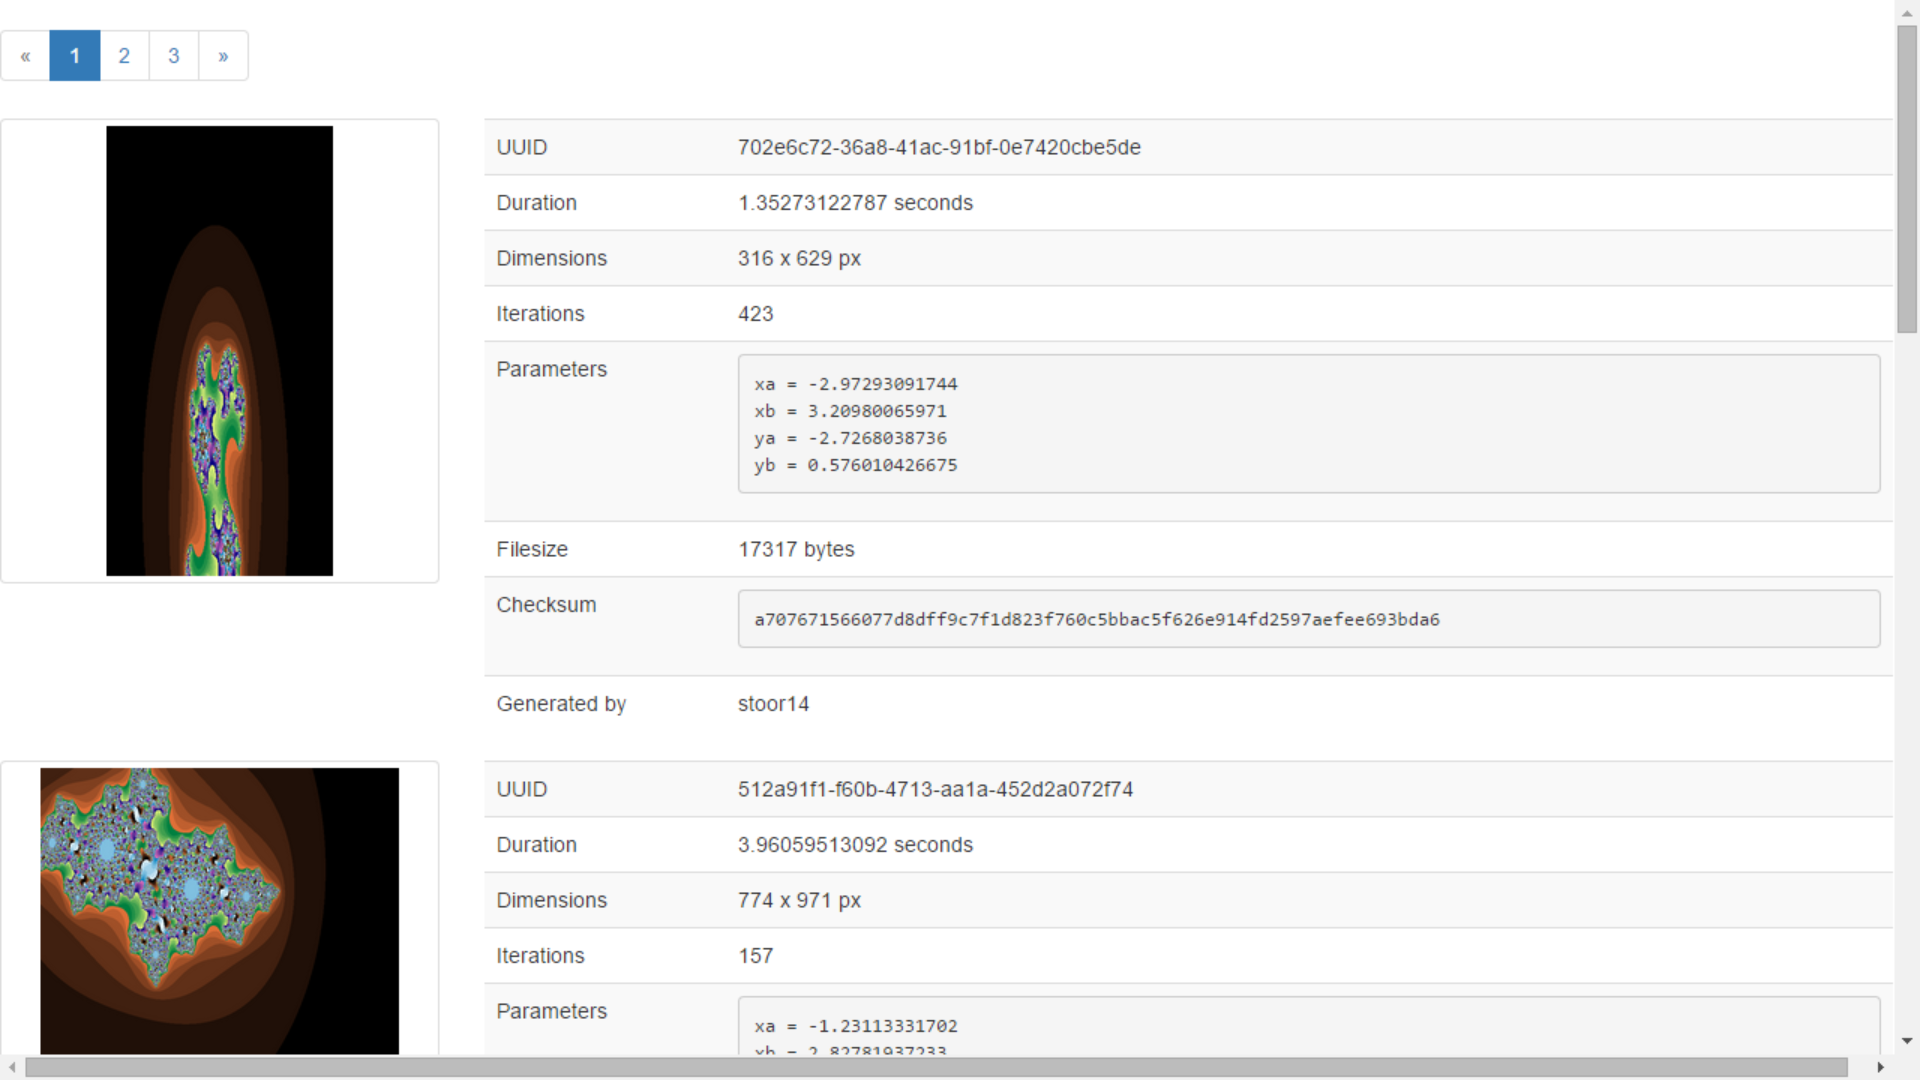 « 1 2 3 »
UUID 702e6c72-36a8-41ac-91bf-0e7420cbe5de
Duration 1.35273122787 seconds
Dimensions 316 x 629 px
Iterations 423
Parameters
xa = -2.97293091744
xb = 3.20980065971
ya = -2.7268038736
yb = 0.576010426675
Filesize 17317 bytes
Checksum a707671566077d8dff9c7f1d823f760c5bbac5f626e914fd2597aefee693bda6
Generated by stoor14
UUID 512a91f1-f60b-4713-aa1a-452d2a072f74
Duration 3.96059513092 seconds
Dimensions 774 x 971 px
Iterations 157
Parameters
xa = -1.23113331702
xb = 2.82781937233